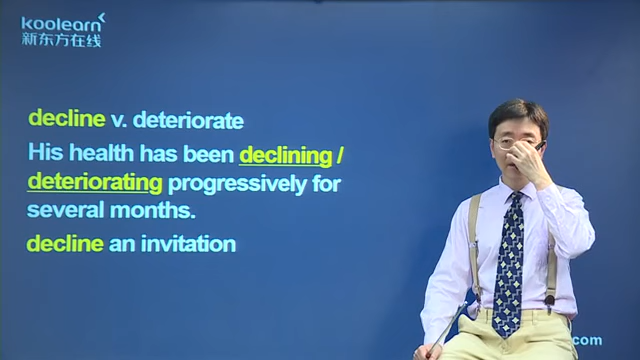 koolearn
新东方在线
decline v. deteriorate
His health has been declining /
deteriorating progressively for
several months.
decline an invitation
.com